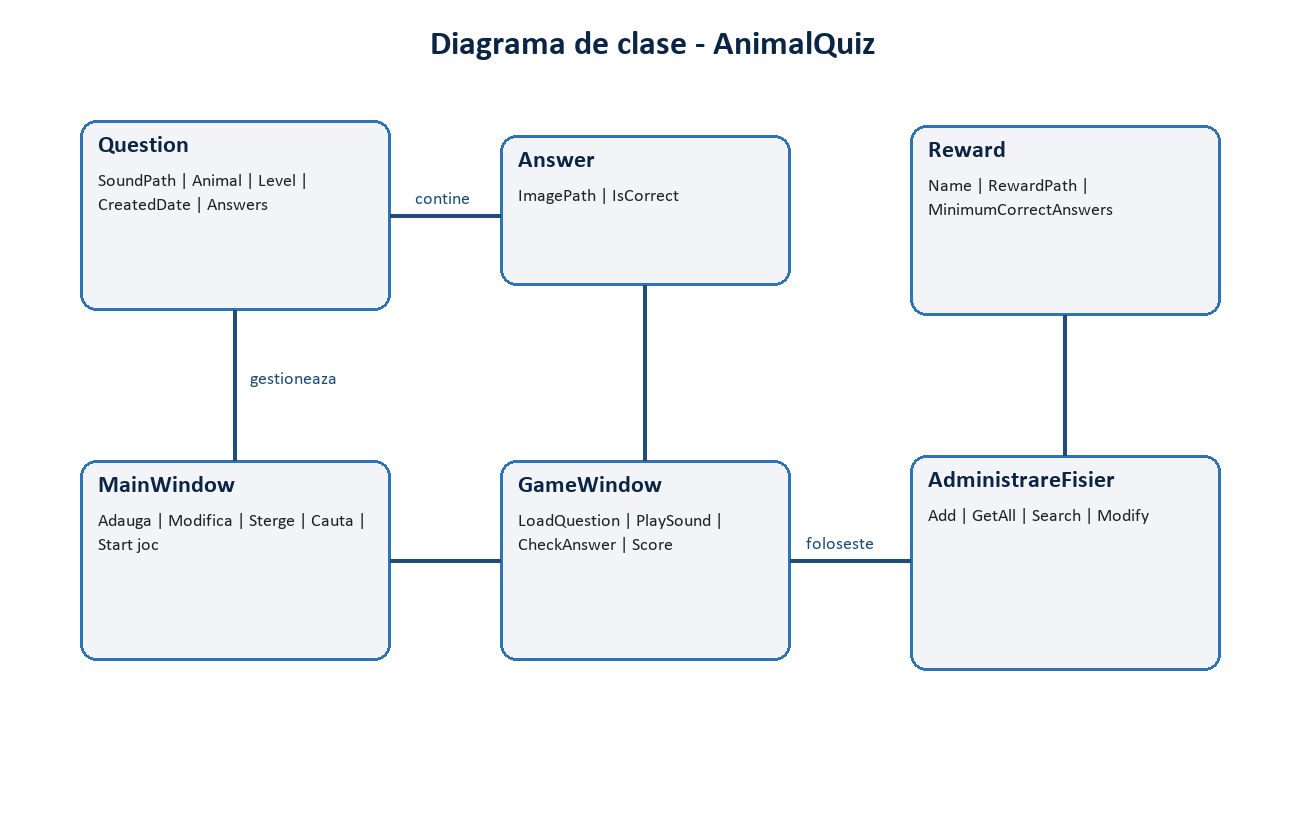 Diagrama de clase - AnimalQuiz
Question
SoundPath | Animal | Level |
CreatedDate | Answers
contine
Answer
ImagePath | IsCorrect
Reward
Name | RewardPath |
MinimumCorrectAnswers
gestioneaza
MainWindow
Adauga | Modifica | Sterge | Cauta |
Start joc
GameWindow
LoadQuestion | PlaySound |
CheckAnswer | Score
foloseste
AdministrareFisier
Add | GetAll | Search | Modify